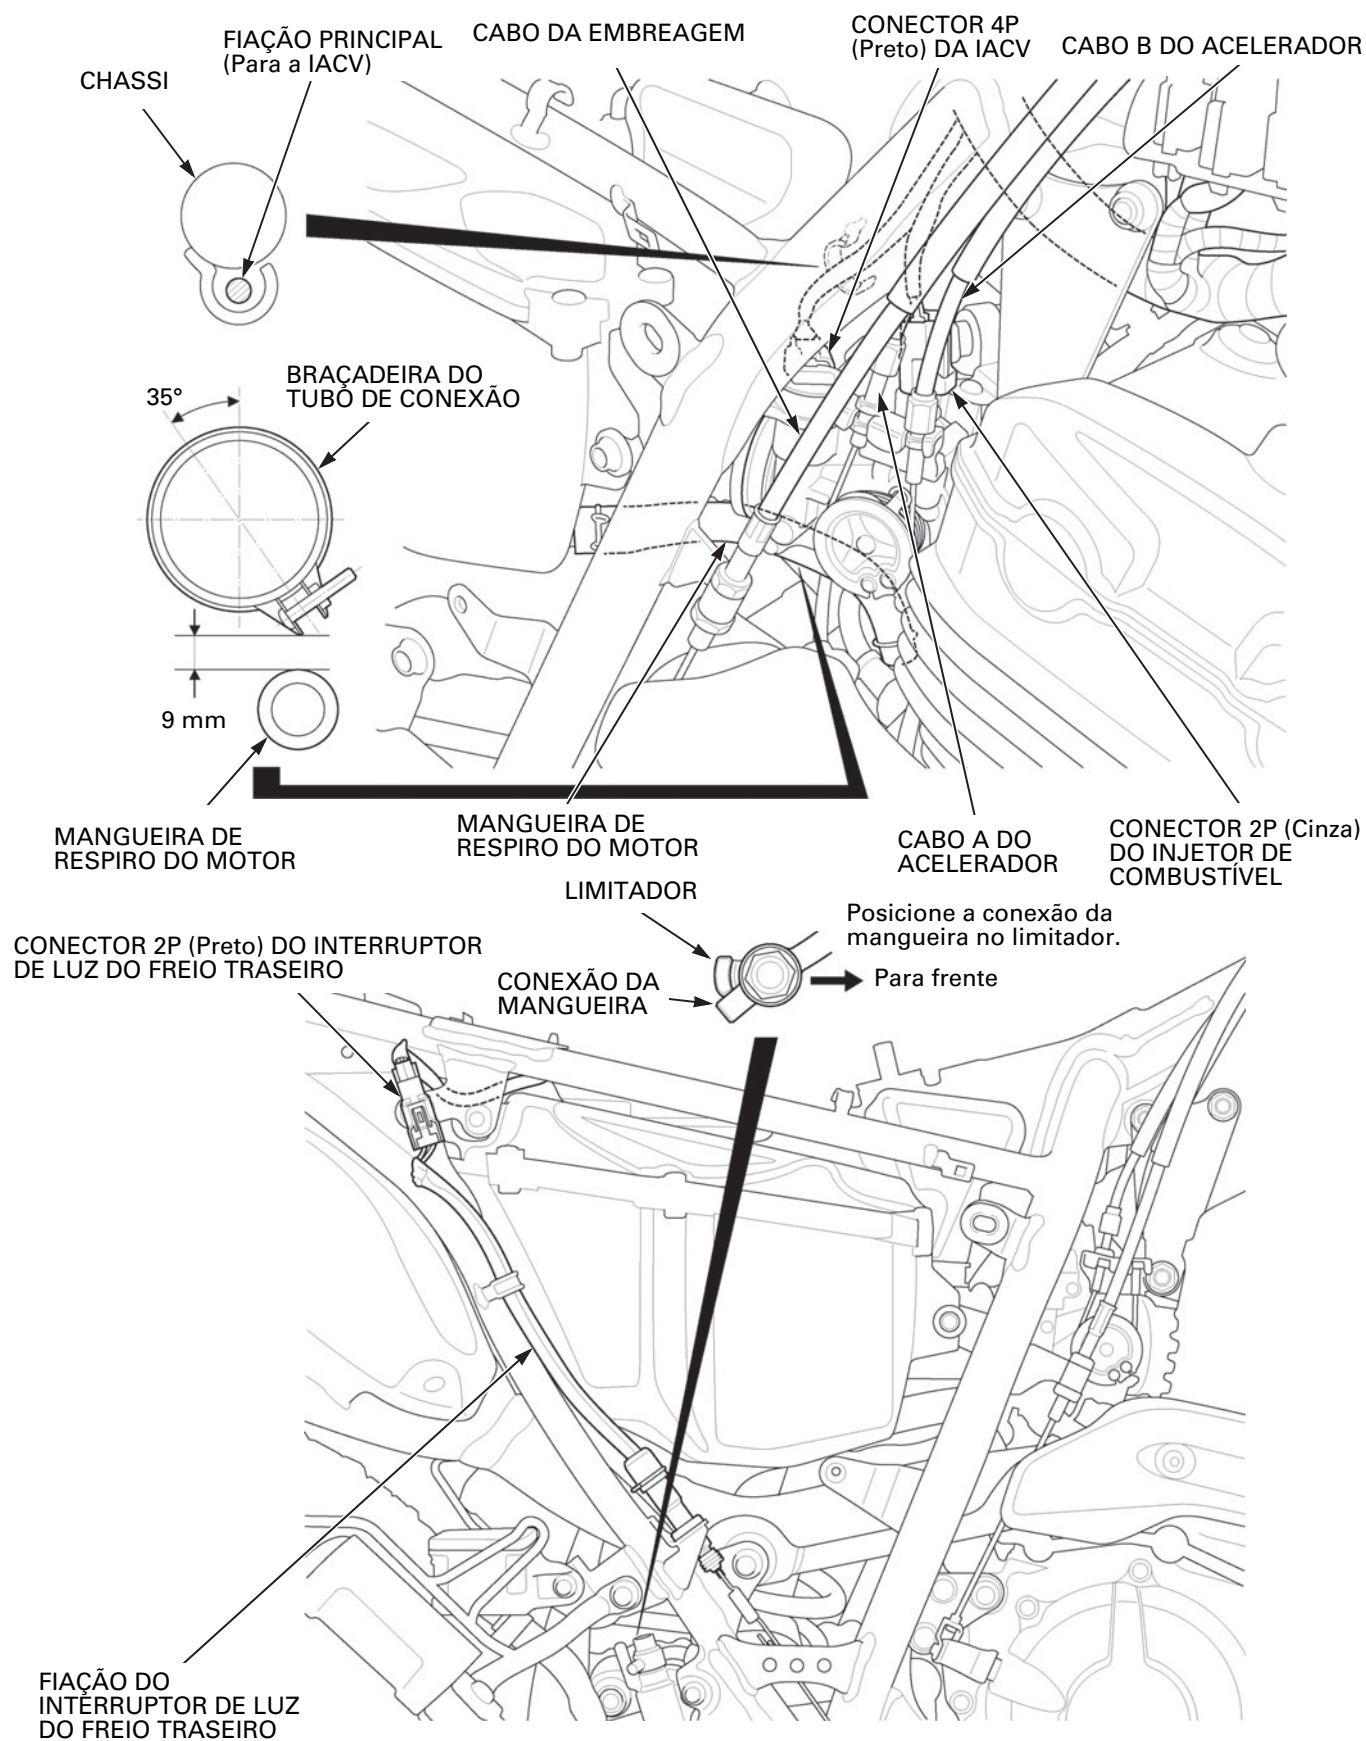 CABO DA EMBREAGEM
CONECTOR 4P
(Preto) DA IACV
FIAÇÃO PRINCIPAL
(Para a IACV)
CABO B DO ACELERADOR
CHASSI
BRAÇADEIRA DO
TUBO DE CONEXÃO
35°
9 mm
MANGUEIRA DE
RESPIRO DO MOTOR
MANGUEIRA DE
RESPIRO DO MOTOR
CABO A DO
ACELERADOR
CONECTOR 2P (Cinza)
DO INJETOR DE
COMBUSTÍVEL
LIMITADOR
Posicione a conexão da
mangueira no limitador.
CONECTOR 2P (Preto) DO INTERRUPTOR
DE LUZ DO FREIO TRASEIRO
CONEXÃO DA
MANGUEIRA
Para frente
FIAÇÃO DO
INTERRUPTOR DE LUZ
DO FREIO TRASEIRO